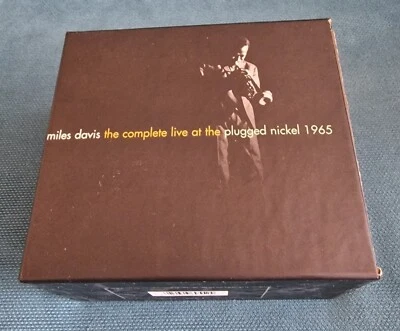 miles davis the complete live at the plugged nickel 1965